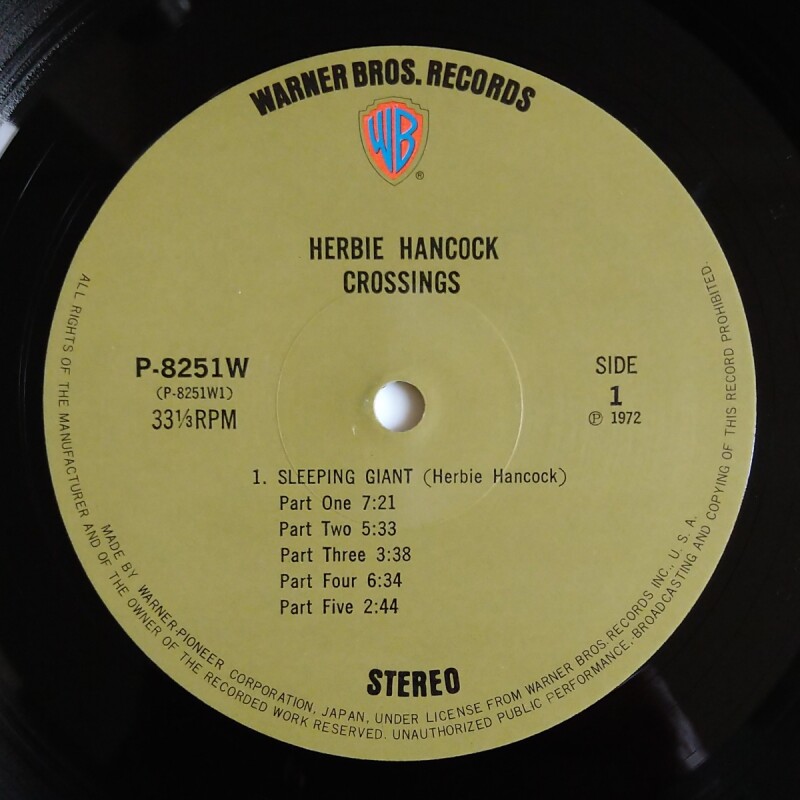 WARNER BROS. RECORDS
WB
®
HERBIE HANCOCK
CROSSINGS
P-8251W
(P-8251W1)
33⅓RPM
SIDE
1
℗ 1972
1. SLEEPING GIANT (Herbie Hancock)
Part One 7:21
Part Two 5:33
Part Three 3:38
Part Four 6:34
Part Five 2:44
STEREO
MADE BY WARNER-PIONEER CORPORATION, JAPAN, UNDER LICENSE FROM WARNER BROS. RECORDS INC., U. S. A.
ALL RIGHTS OF THE MANUFACTURER AND OF THE OWNER OF THE RECORDED WORK RESERVED. UNAUTHORIZED PUBLIC PERFORMANCE, BROADCASTING AND COPYING OF THIS RECORD PROHIBITED.